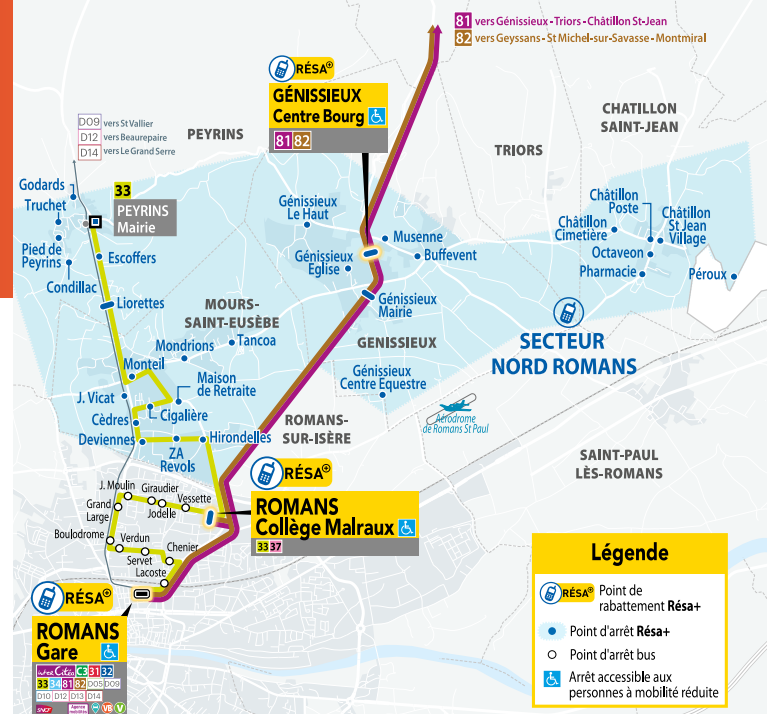 81 vers Génissieux - Triors - Châtillon St-Jean
82 vers Geyssans - St Michel-sur-Savasse - Montmiral
RÉSA+
GÉNISSIEUX
Centre Bourg
81 82
D09 vers St Vallier
D12 vers Beaurepaire
D14 vers Le Grand Serre
PEYRINS
TRIORS
CHATILLON
SAINT-JEAN
Godards
Truchet
33
PEYRINS
Mairie
Pied de
Peyrins
Condillac
Escoffers
Liorettes
Génissieux
Le Haut
Musenne
Buffevent
Génissieux
Eglise
Génissieux
Mairie
Châtillon
Poste
Châtillon
Cimetière
Châtillon
St Jean
Village
Octaveon
Pharmacie
Péroux
MOURS-
SAINT-EUSÈBE
Mondrions
Tancoa
GENISSIEUX
SECTEUR
NORD ROMANS
Monteil
Maison
de Retraite
Génissieux
Centre Equestre
J. Vicat
Cèdres
Cigalière
Deviennes
ZA
Revols
Hirondelles
ROMANS-
SUR-ISÈRE
Aérodrome
de Romans St Paul
SAINT-PAUL
LÈS-ROMANS
RÉSA+
ROMANS
Collège Malraux
33 37
J. Moulin
Giraudier
Vessette
Grand
Large
Jodelle
Boulodrome
Verdun
Chenier
Servet
Lacoste
RÉSA+
ROMANS
Gare
inter Citéa C3 31 32
33 34 81 82 D05 D09
D10 D12 D13 D14
SNCF Agence mobilités VB V
Légende
RÉSA+ Point de
rabattement Résa+
Point d'arrêt Résa+
Point d'arrêt bus
Arrêt accessible aux
personnes à mobilité réduite